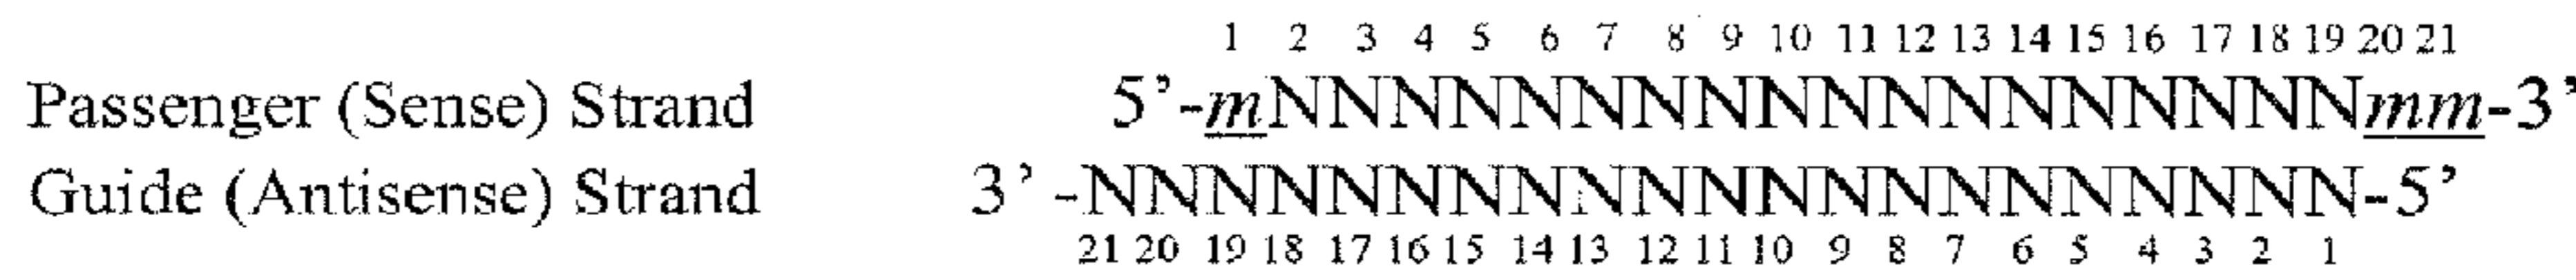 1 2 3 4 5 6 7 8 9 10 11 12 13 14 15 16 17 18 19 20 21
Passenger (Sense) Strand 5’-mNNNNNNNNNNNNNNNNNNmm-3’
Guide (Antisense) Strand 3’-NNNNNNNNNNNNNNNNNNNNN-5’
21 20 19 18 17 16 15 14 13 12 11 10 9 8 7 6 5 4 3 2 1